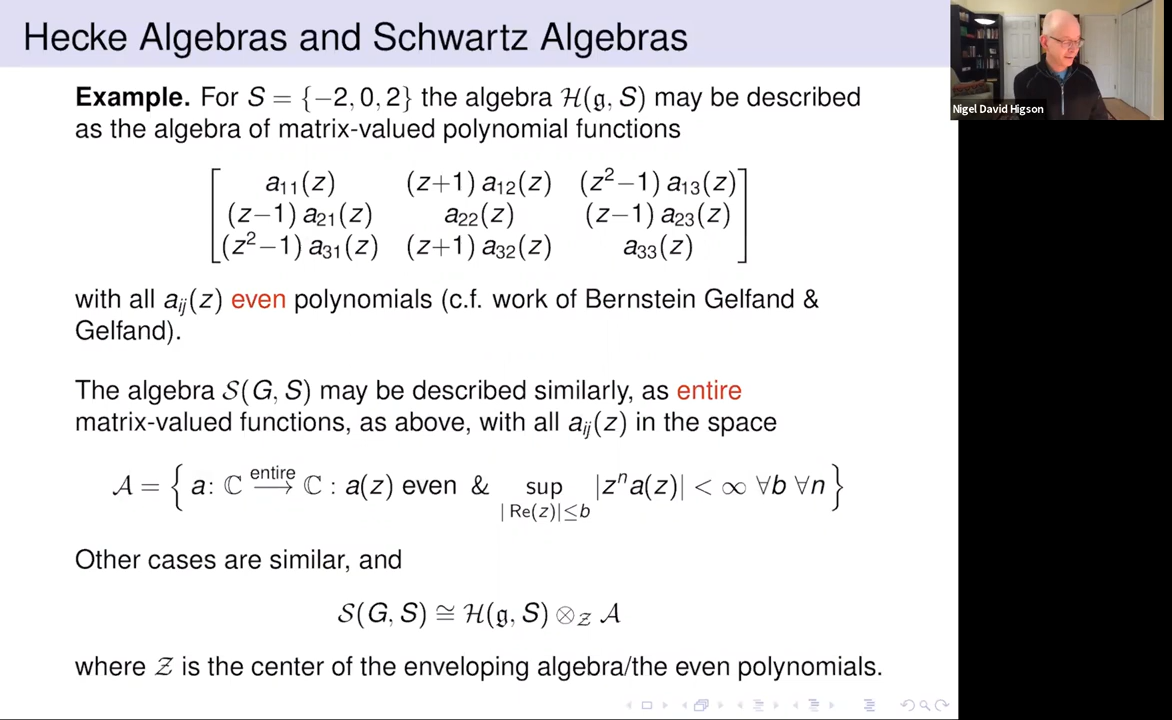 Hecke Algebras and Schwartz Algebras
Nigel David Higson
Example. For S = {−2, 0, 2} the algebra ℋ(𝔤, S) may be described
as the algebra of matrix-valued polynomial functions
a₁₁(z) (z+1) a₁₂(z) (z²−1) a₁₃(z)
(z−1) a₂₁(z) a₂₂(z) (z−1) a₂₃(z)
(z²−1) a₃₁(z) (z+1) a₃₂(z) a₃₃(z)
with all aᵢⱼ(z) even polynomials (c.f. work of Bernstein Gelfand &
Gelfand).
The algebra 𝒮(G, S) may be described similarly, as entire
matrix-valued functions, as above, with all aᵢⱼ(z) in the space
𝒜 = { a: ℂ entire⟶ ℂ : a(z) even & sup |Re(z)|≤b |zⁿa(z)| < ∞ ∀b ∀n }
Other cases are similar, and
𝒮(G, S) ≅ ℋ(𝔤, S) ⊗_𝒵 𝒜
where 𝒵 is the center of the enveloping algebra/the even polynomials.